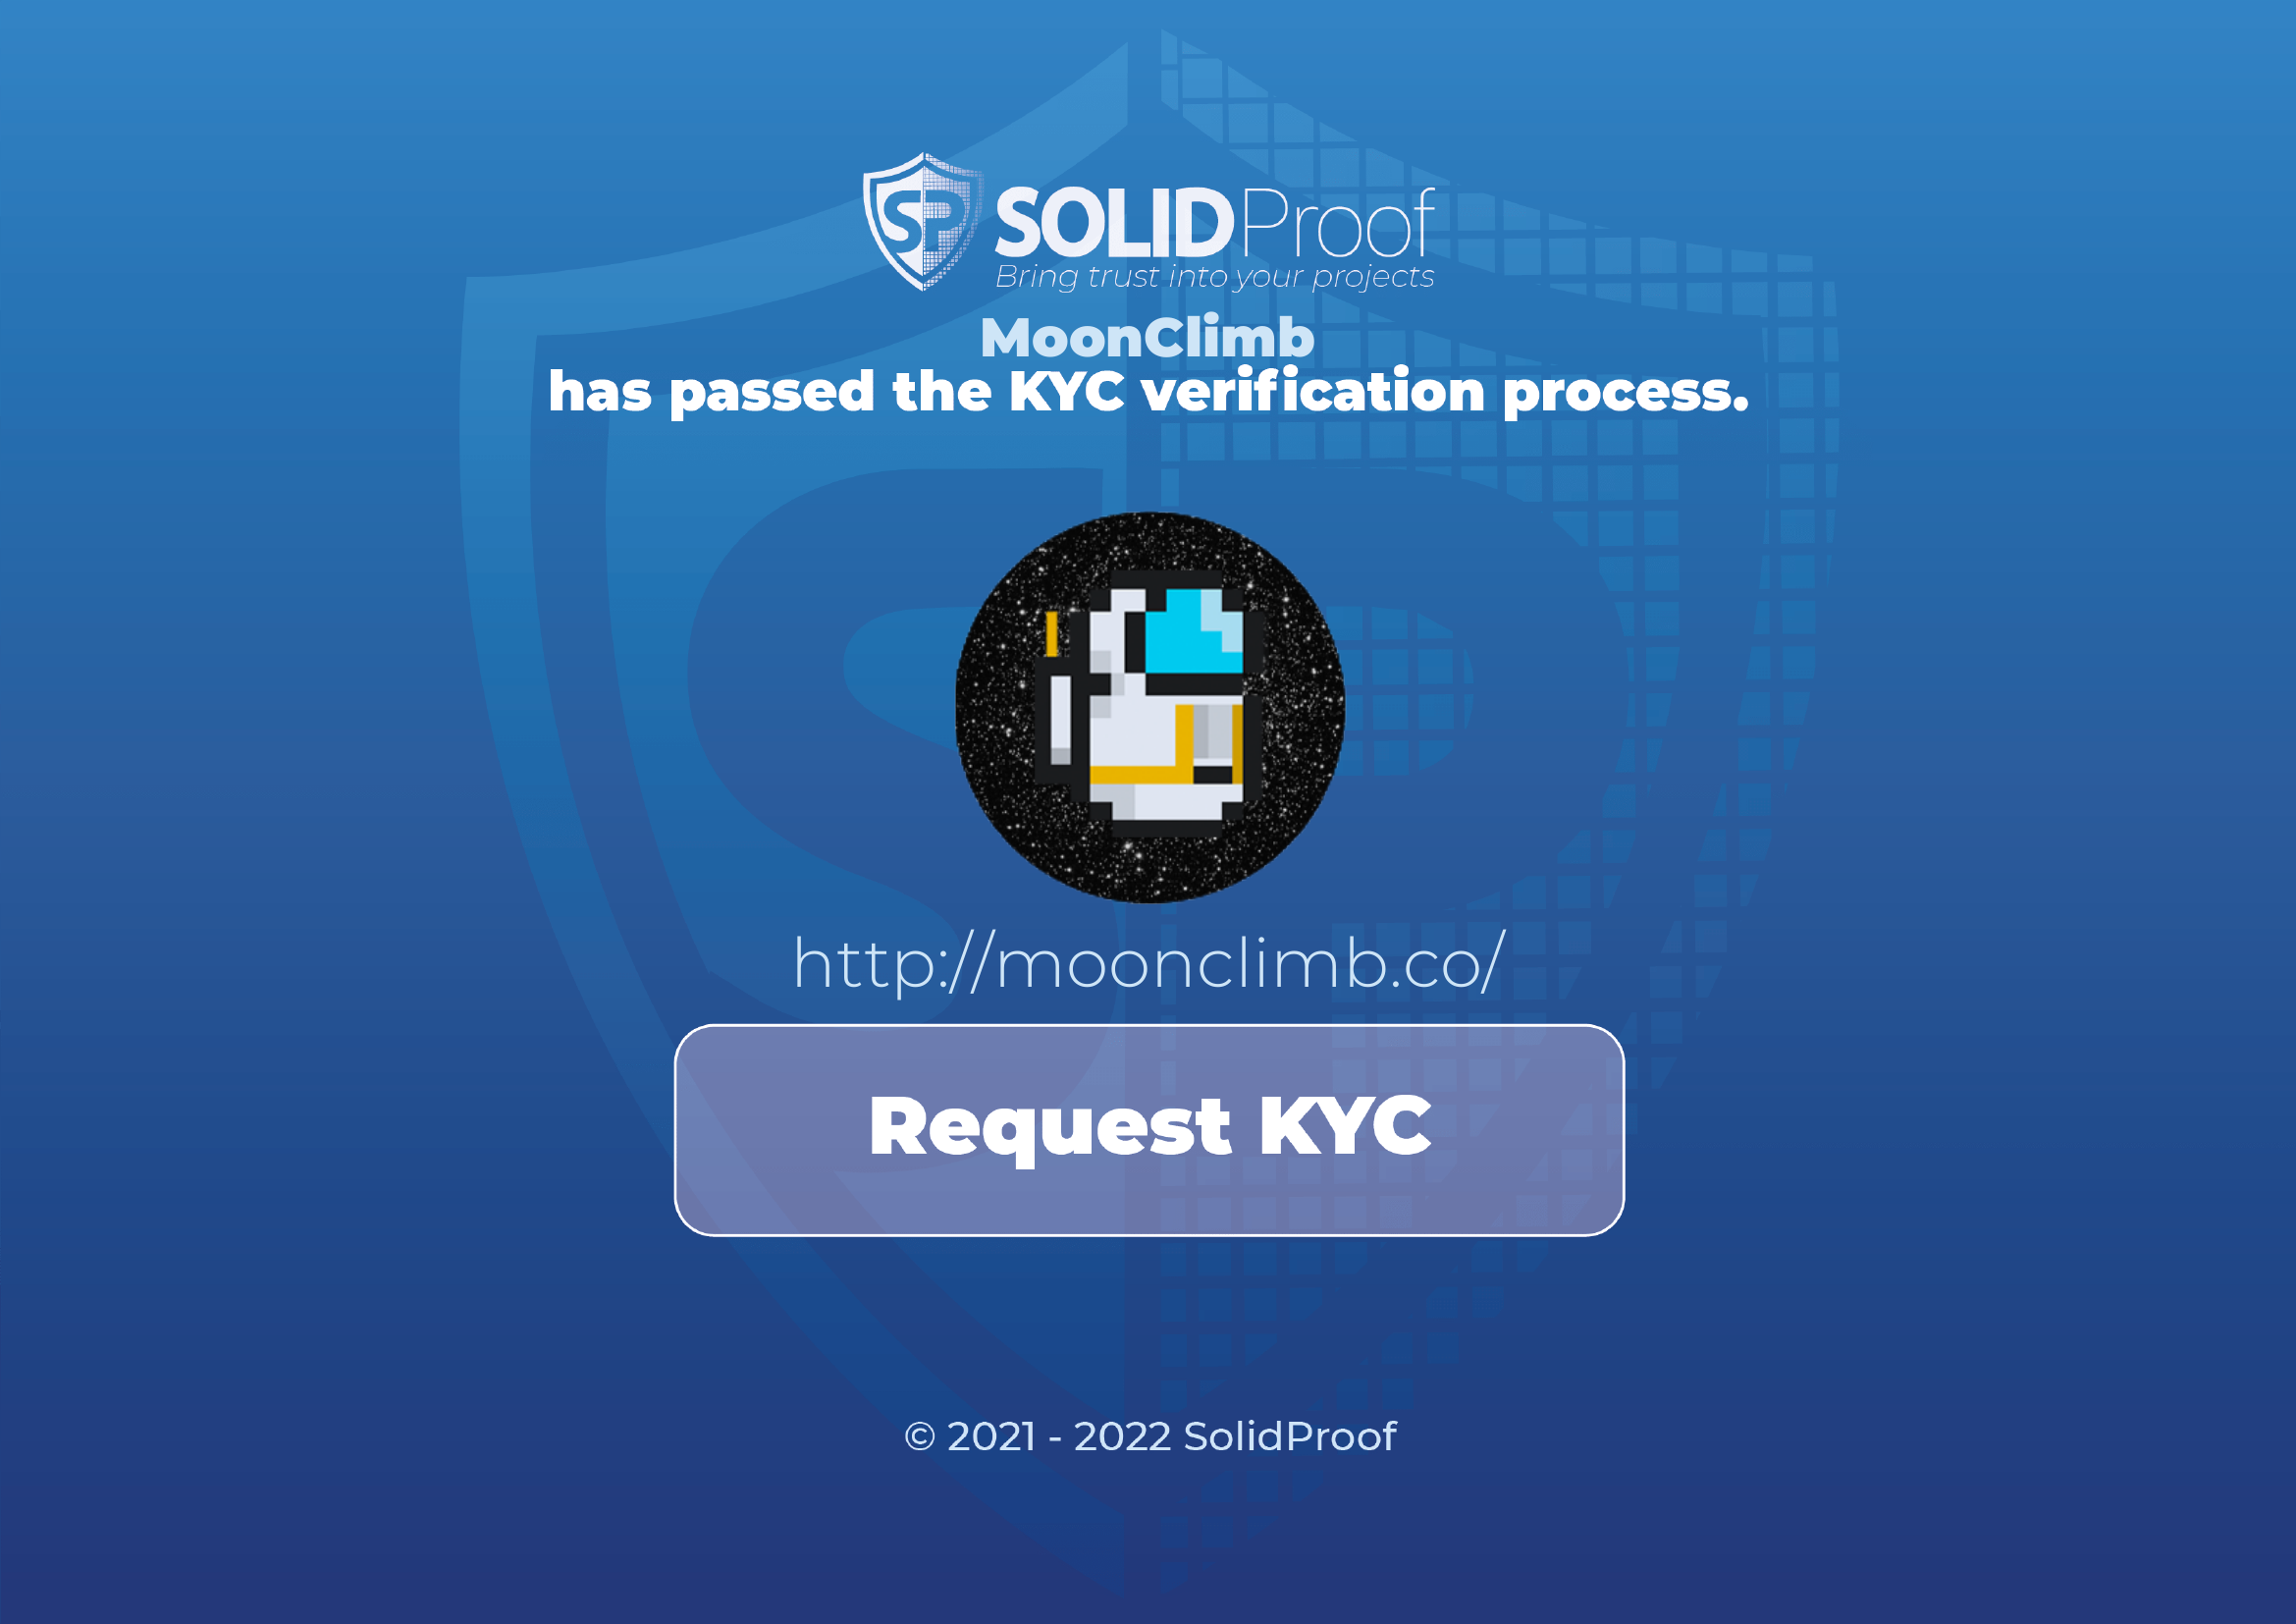 SP SOLIDProof
Bring trust into your projects
MoonClimb
has passed the KYC verification process.
http://moonclimb.co/
Request KYC
© 2021 - 2022 SolidProof